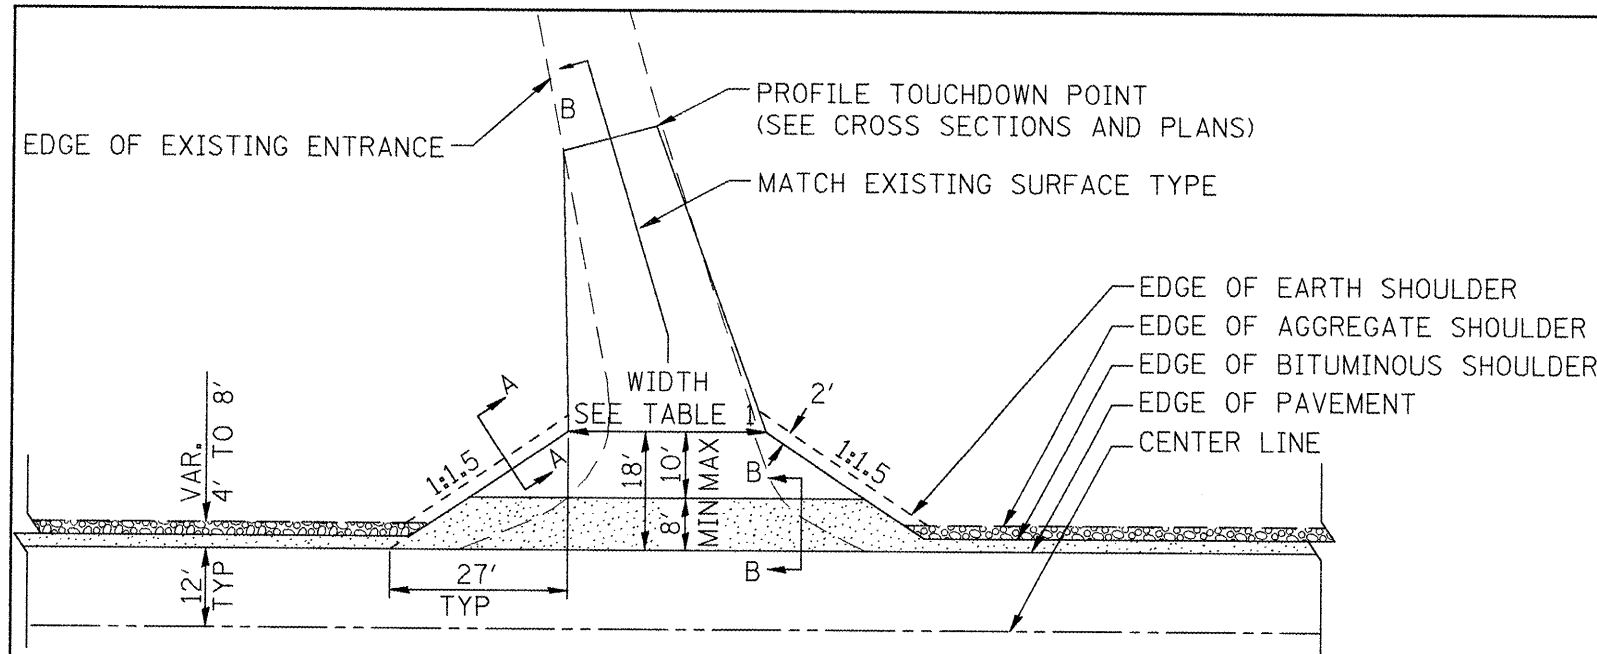 B
PROFILE TOUCHDOWN POINT
(SEE CROSS SECTIONS AND PLANS)
EDGE OF EXISTING ENTRANCE
MATCH EXISTING SURFACE TYPE
EDGE OF EARTH SHOULDER
EDGE OF AGGREGATE SHOULDER
EDGE OF BITUMINOUS SHOULDER
EDGE OF PAVEMENT
CENTER LINE
WIDTH
SEE TABLE 1
2'
A
A
1:1.5
1:1.5
VAR.
4' TO 8'
18'
10'
MAX
8'
MIN
B
B
12'
TYP
27'
TYP